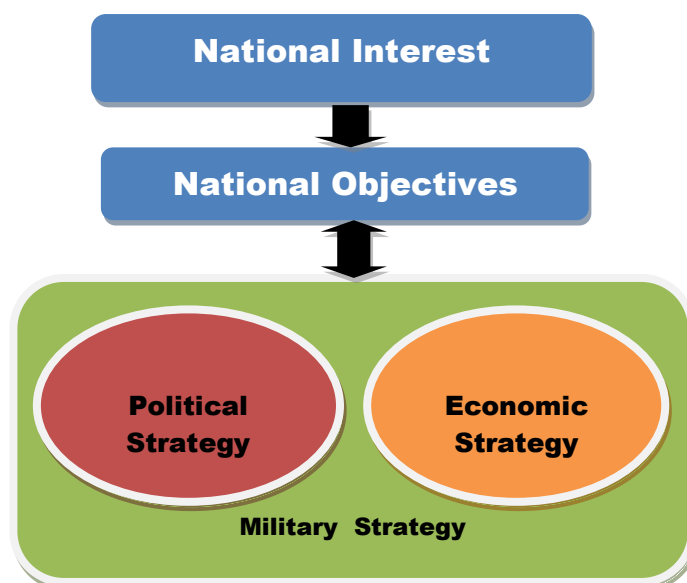 National Interest
National Objectives
Political
Strategy
Economic
Strategy
Military Strategy